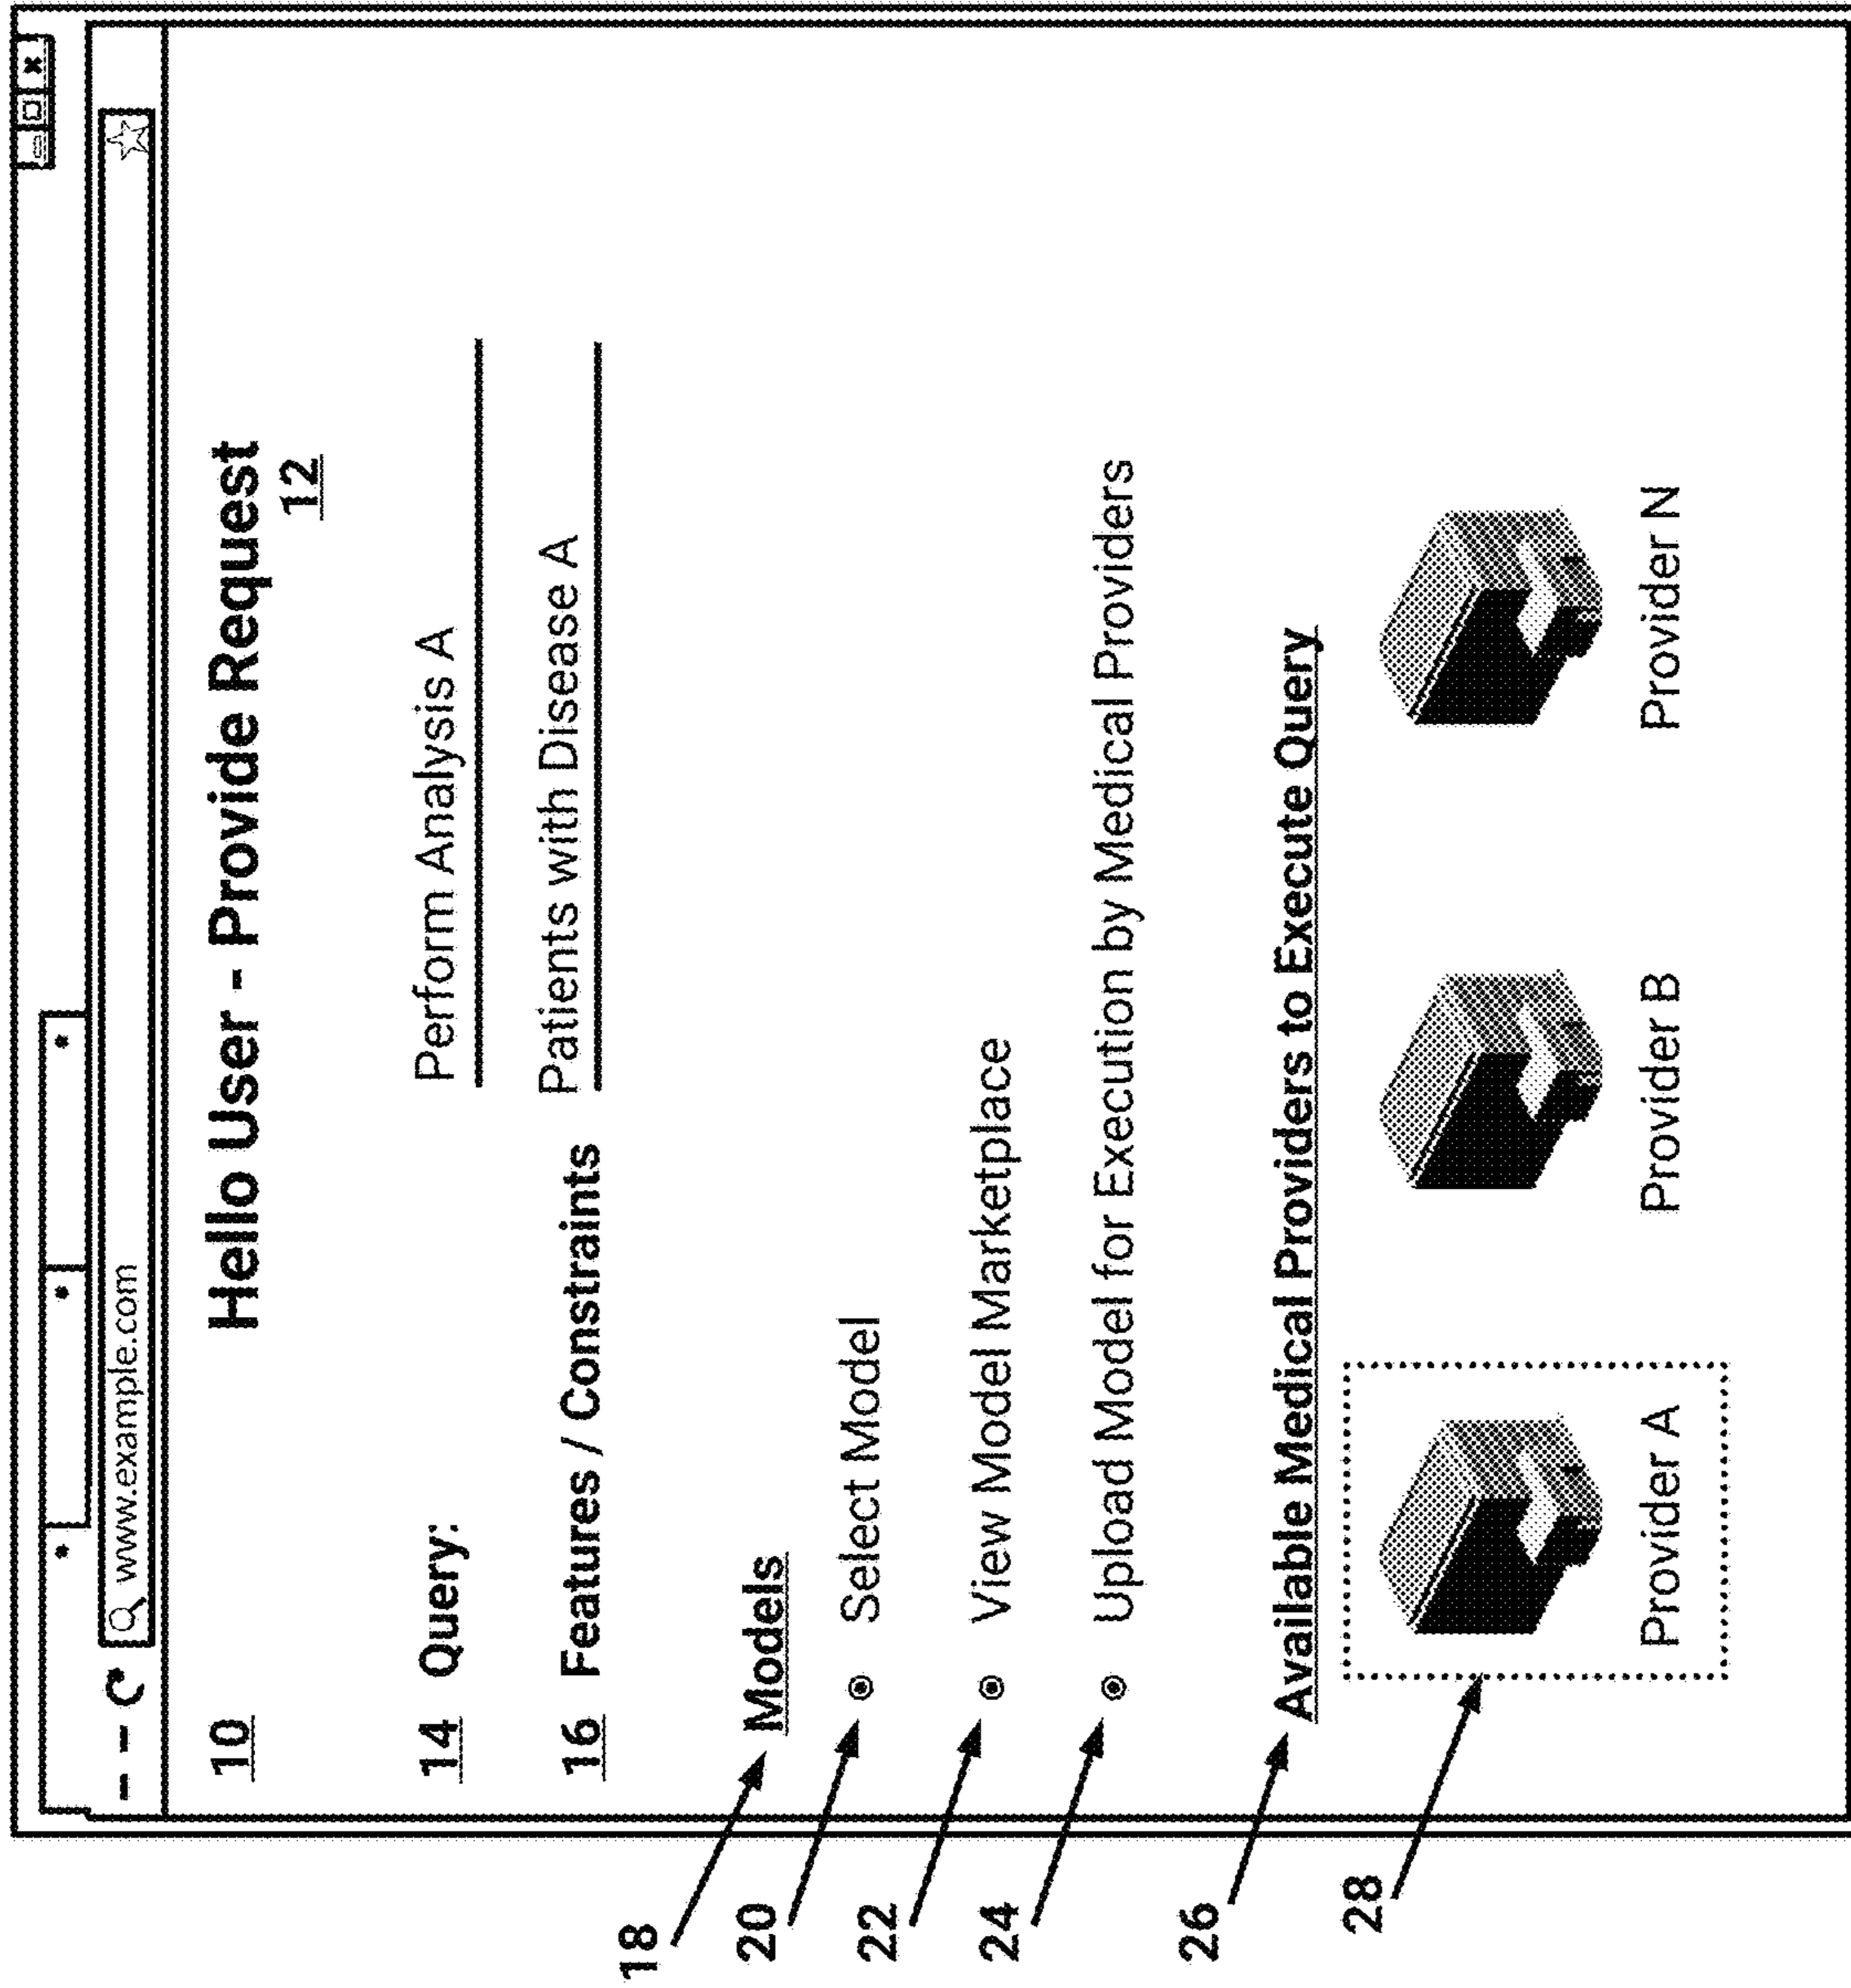 * * *
www.example.com
10 Hello User - Provide Request
12
14 Query: Perform Analysis A
16 Features / Constraints Patients with Disease A
18 Models
20 Select Model
22 View Model Marketplace
24 Upload Model for Execution by Medical Providers
26 Available Medical Providers to Execute Query
28
Provider A Provider B Provider N